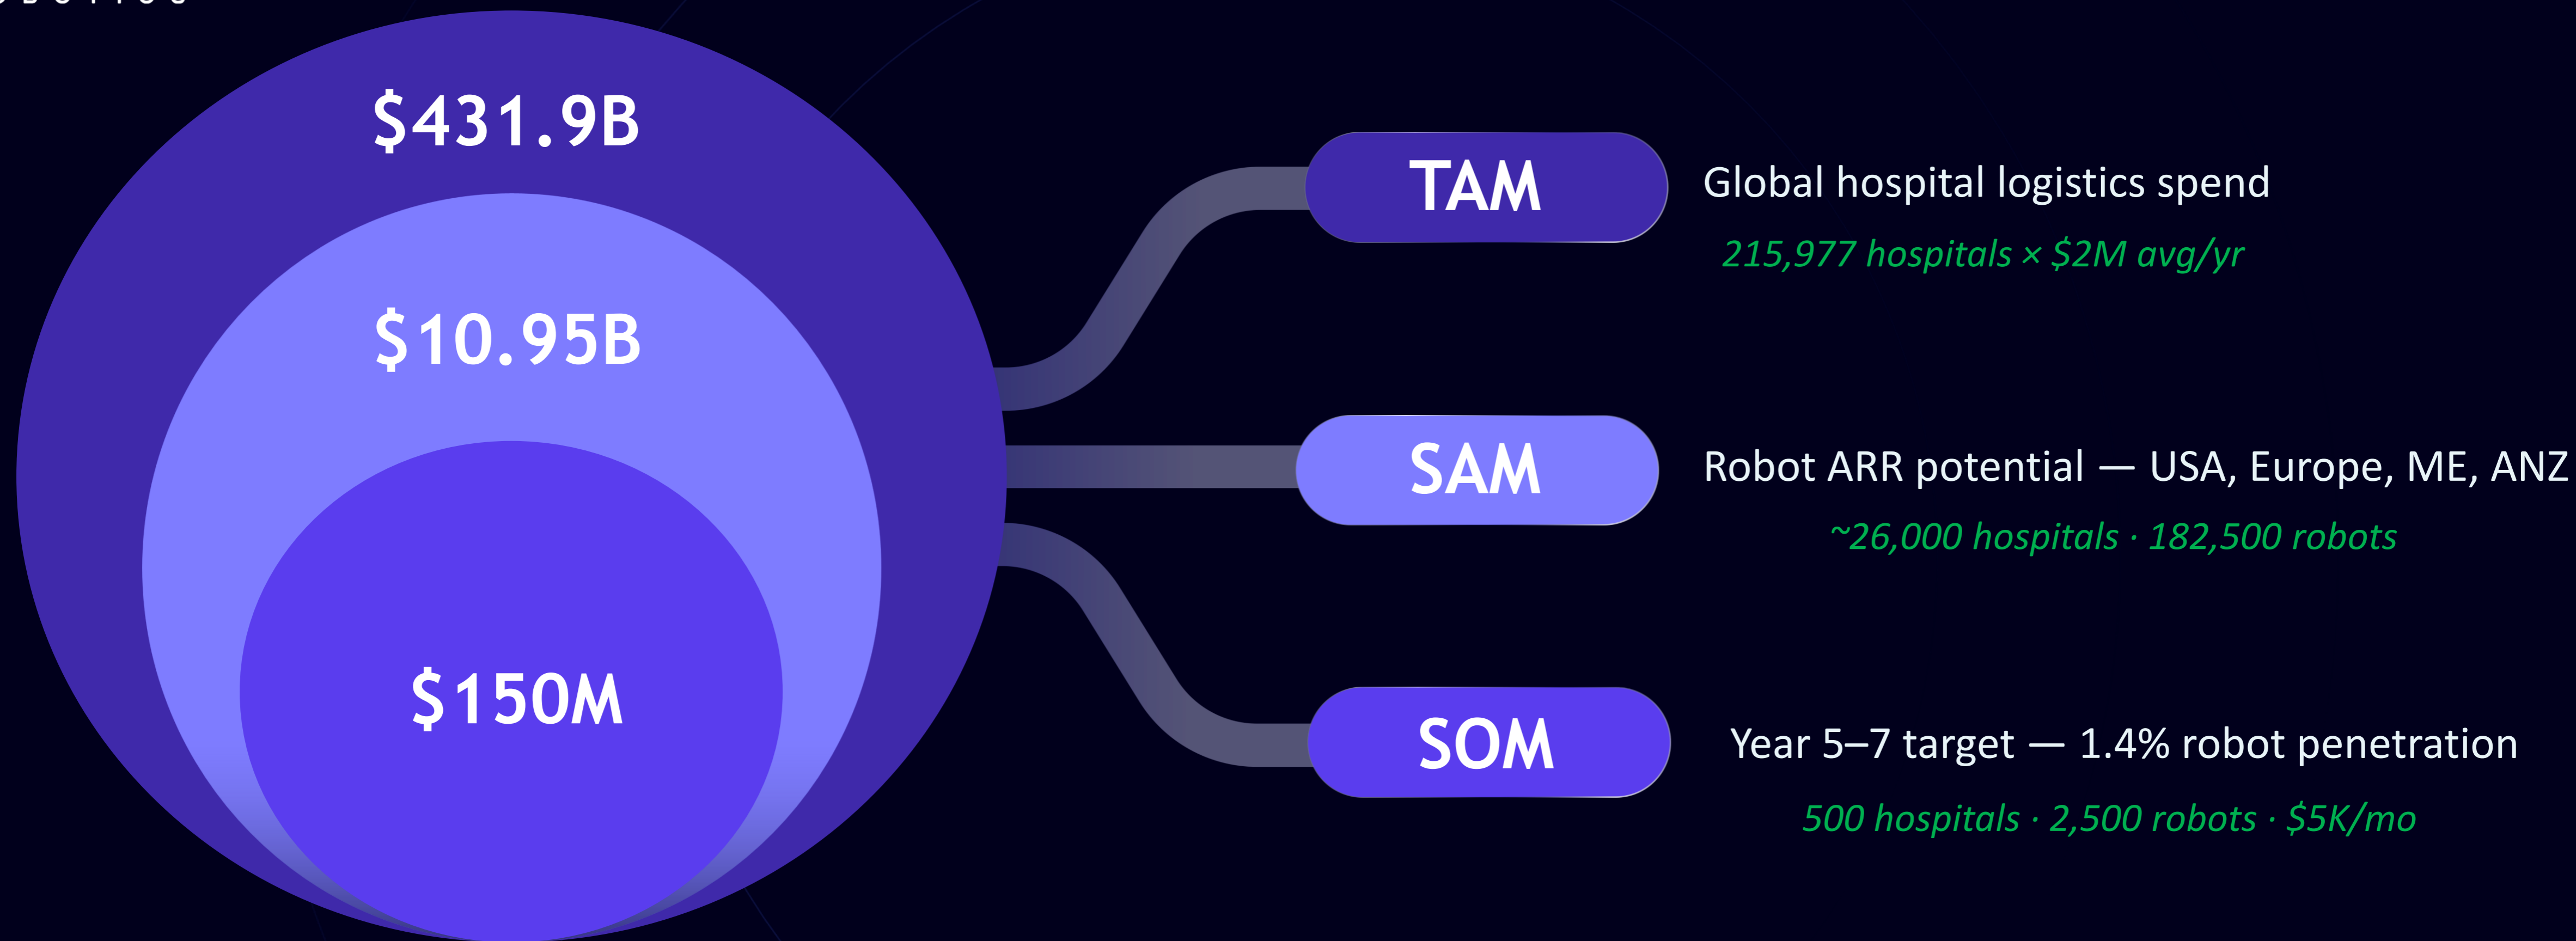 $431.9B
TAM
Global hospital logistics spend
215,977 hospitals × $2M avg/yr
$10.95B
SAM
Robot ARR potential — USA, Europe, ME, ANZ
~26,000 hospitals · 182,500 robots
$150M
SOM
Year 5–7 target — 1.4% robot penetration
500 hospitals · 2,500 robots · $5K/mo